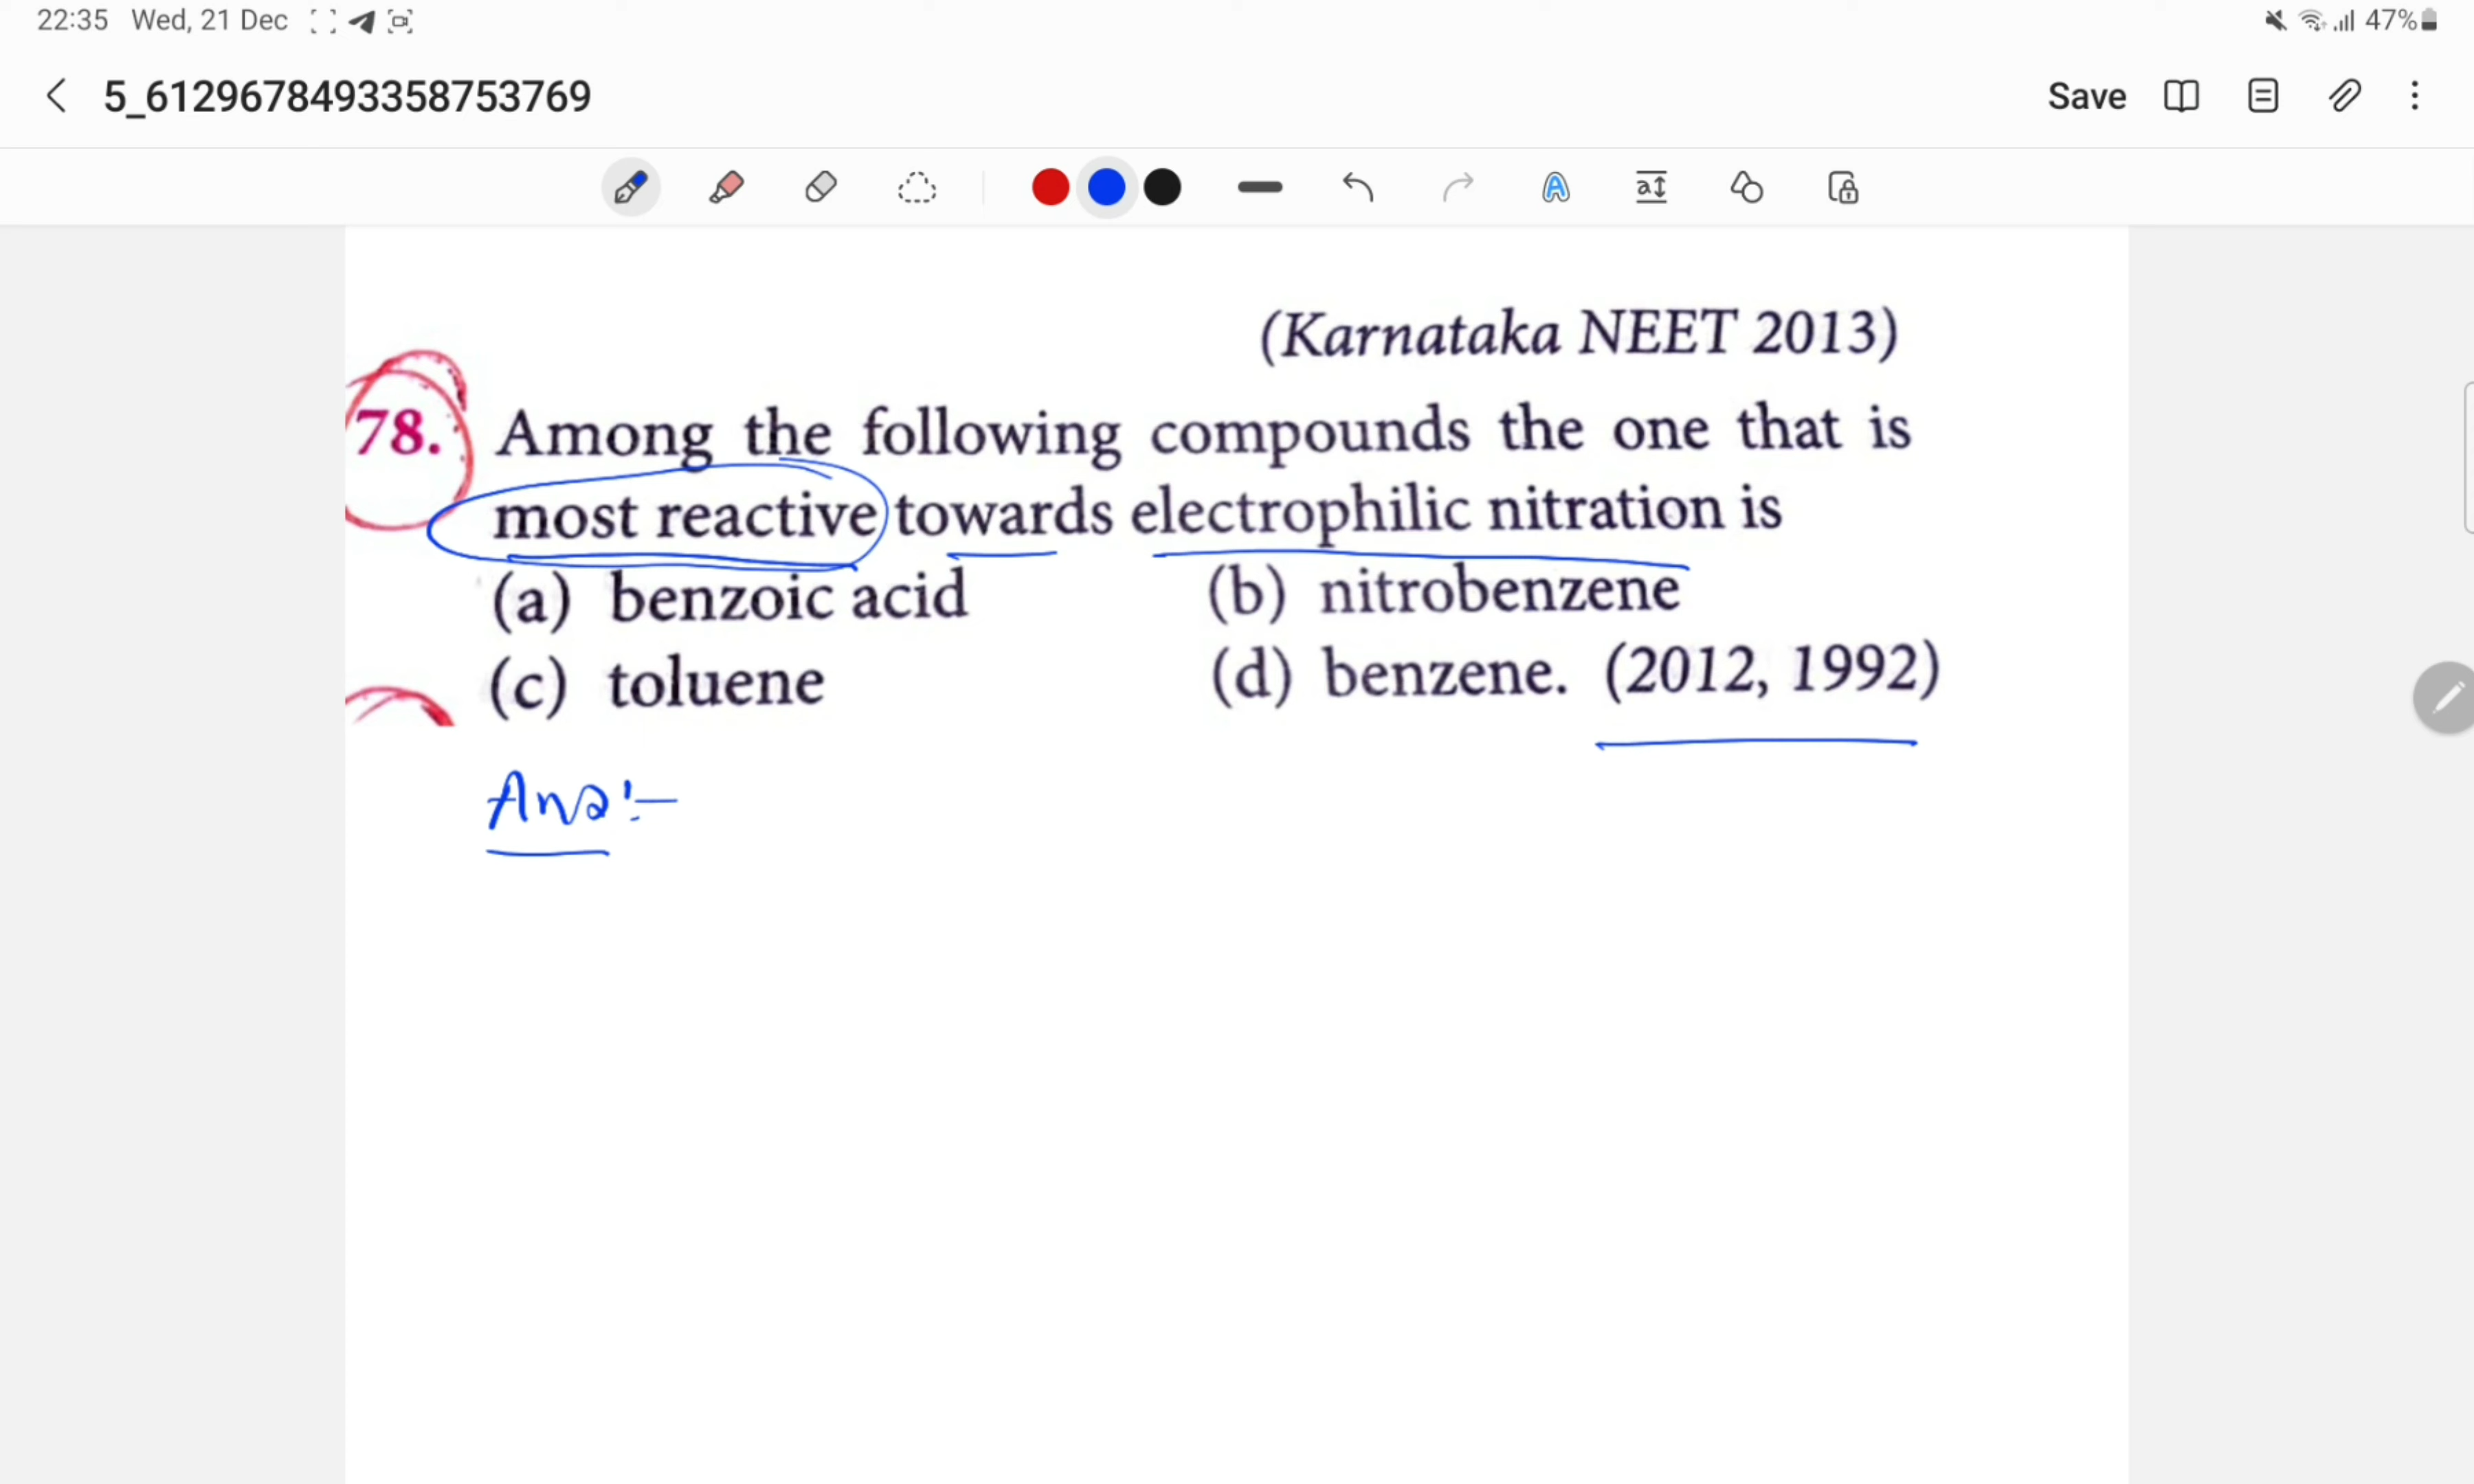 22:35 Wed, 21 Dec
47%
5_6129678493358753769
Save
(Karnataka NEET 2013)
78. Among the following compounds the one that is
most reactive towards electrophilic nitration is
(a) benzoic acid (b) nitrobenzene
(c) toluene (d) benzene. (2012, 1992)
Ans:-